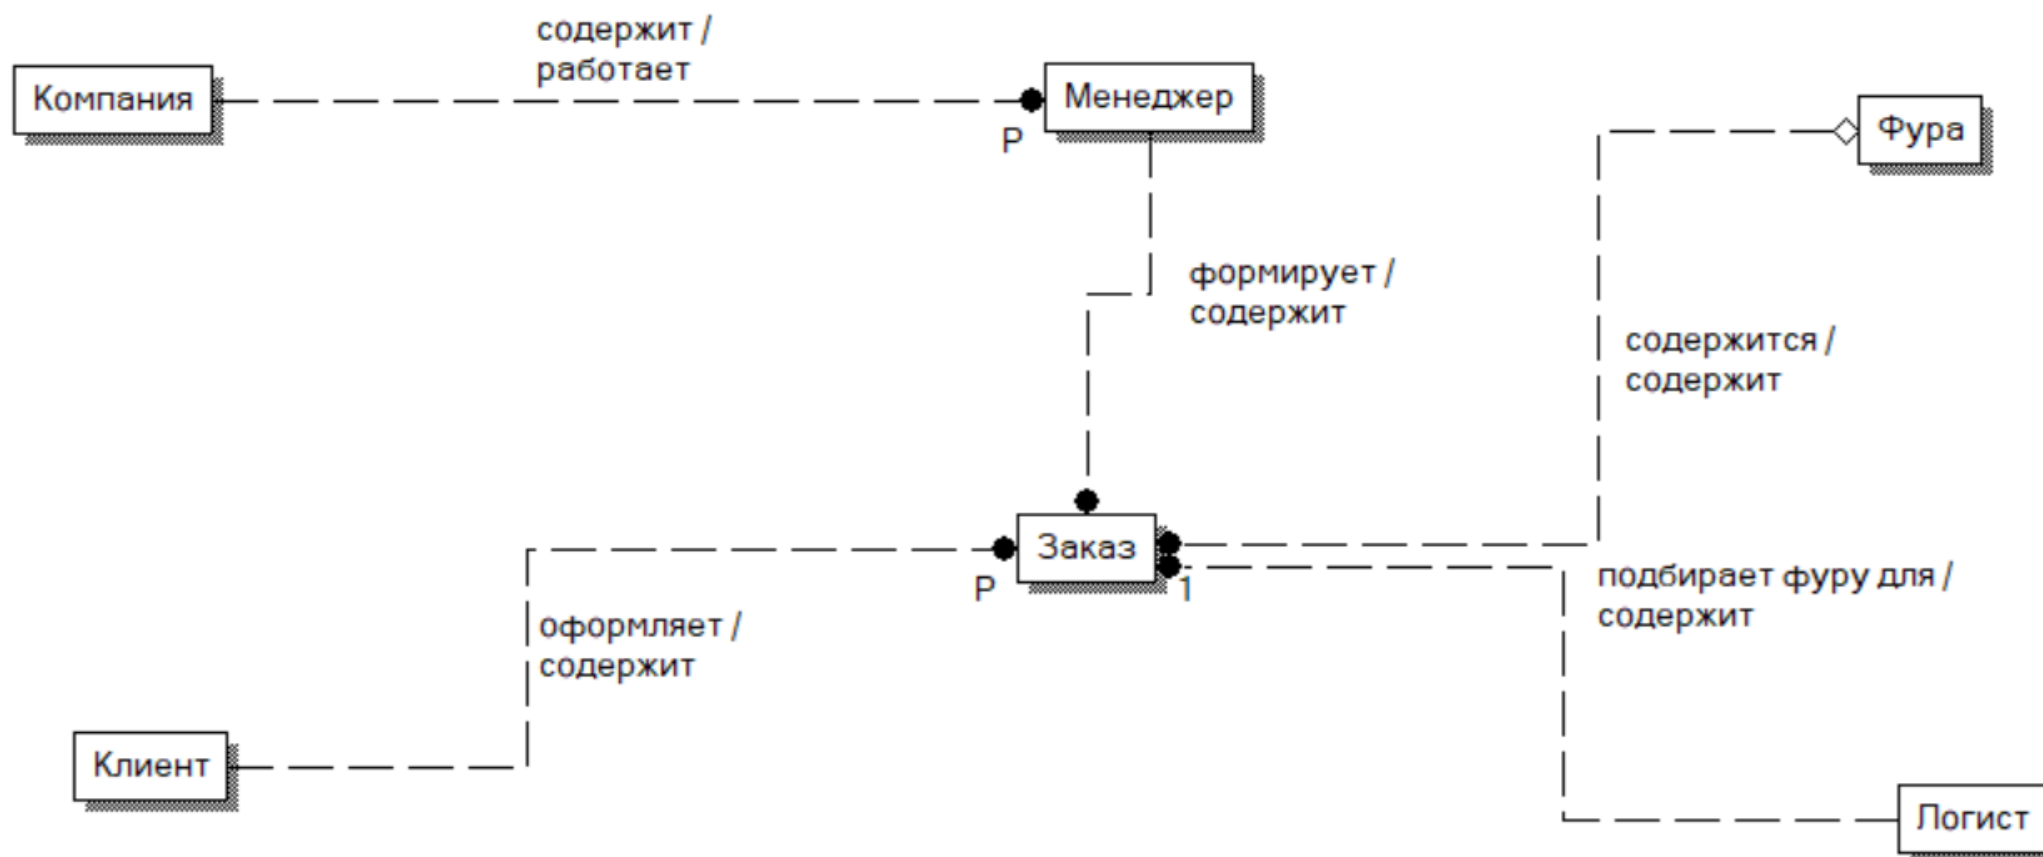 содержит /
работает
Компания
Менеджер
P
Фура
формирует /
содержит
содержится /
содержит
Заказ
P
1
подбирает фуру для /
содержит
оформляет /
содержит
Клиент
Логист